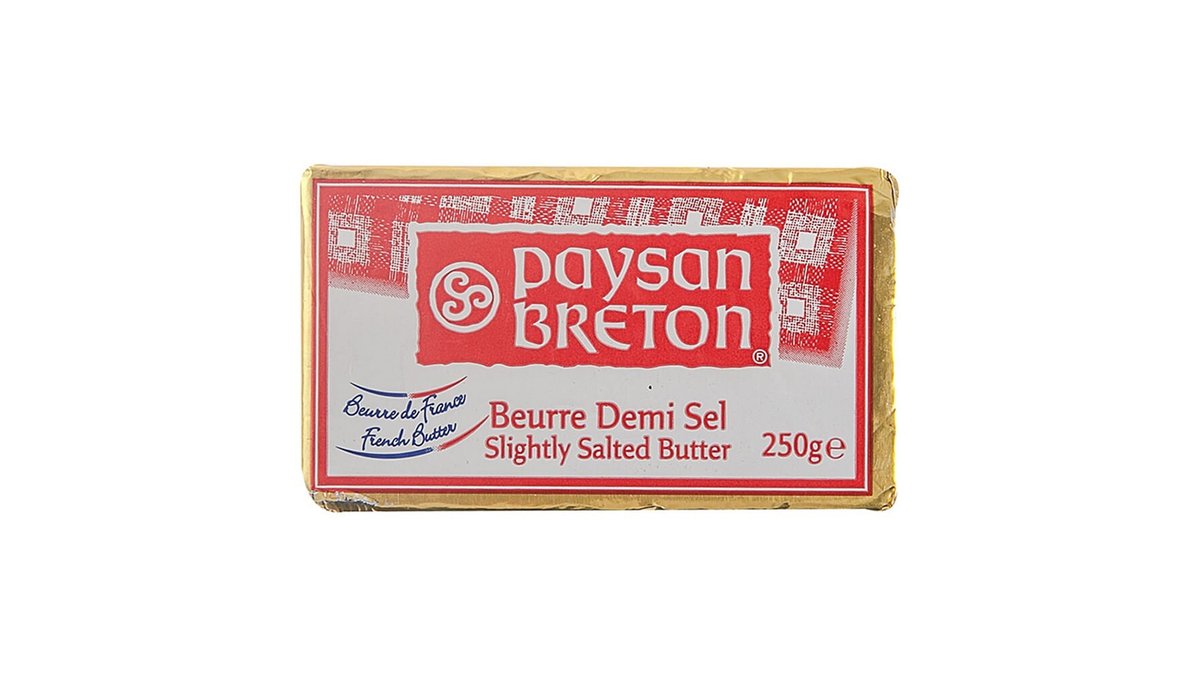 paysan
BRETON®
Beurre de France
French Butter
Beurre Demi Sel
Slightly Salted Butter
250g℮